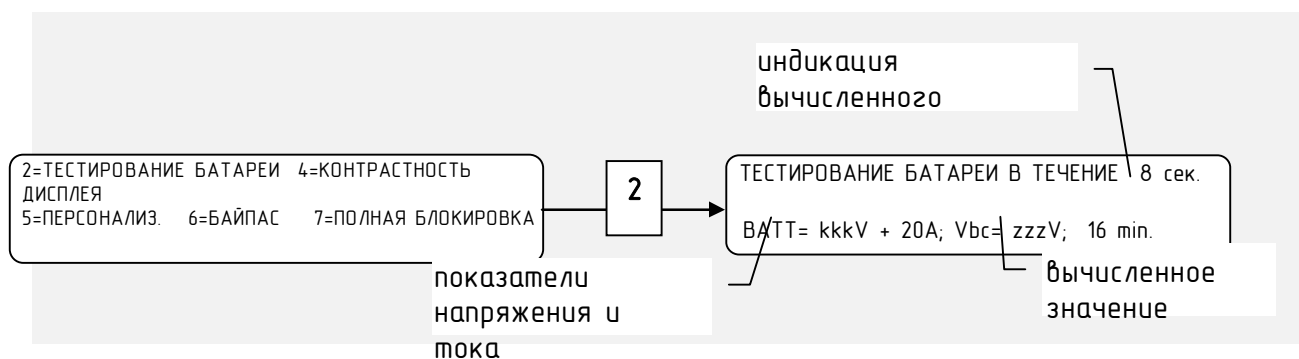 индикация
вычисленного
2=ТЕСТИРОВАНИЕ БАТАРЕИ 4=КОНТРАСТНОСТЬ
ДИСПЛЕЯ
5=ПЕРСОНАЛИЗ. 6=БАЙПАС 7=ПОЛНАЯ БЛОКИРОВКА
2
ТЕСТИРОВАНИЕ БАТАРЕИ В ТЕЧЕНИЕ 8 сек.
BATT= kkkV + 20A; Vbc= zzzV; 16 min.
показатели
напряжения и
тока
вычисленное
значение